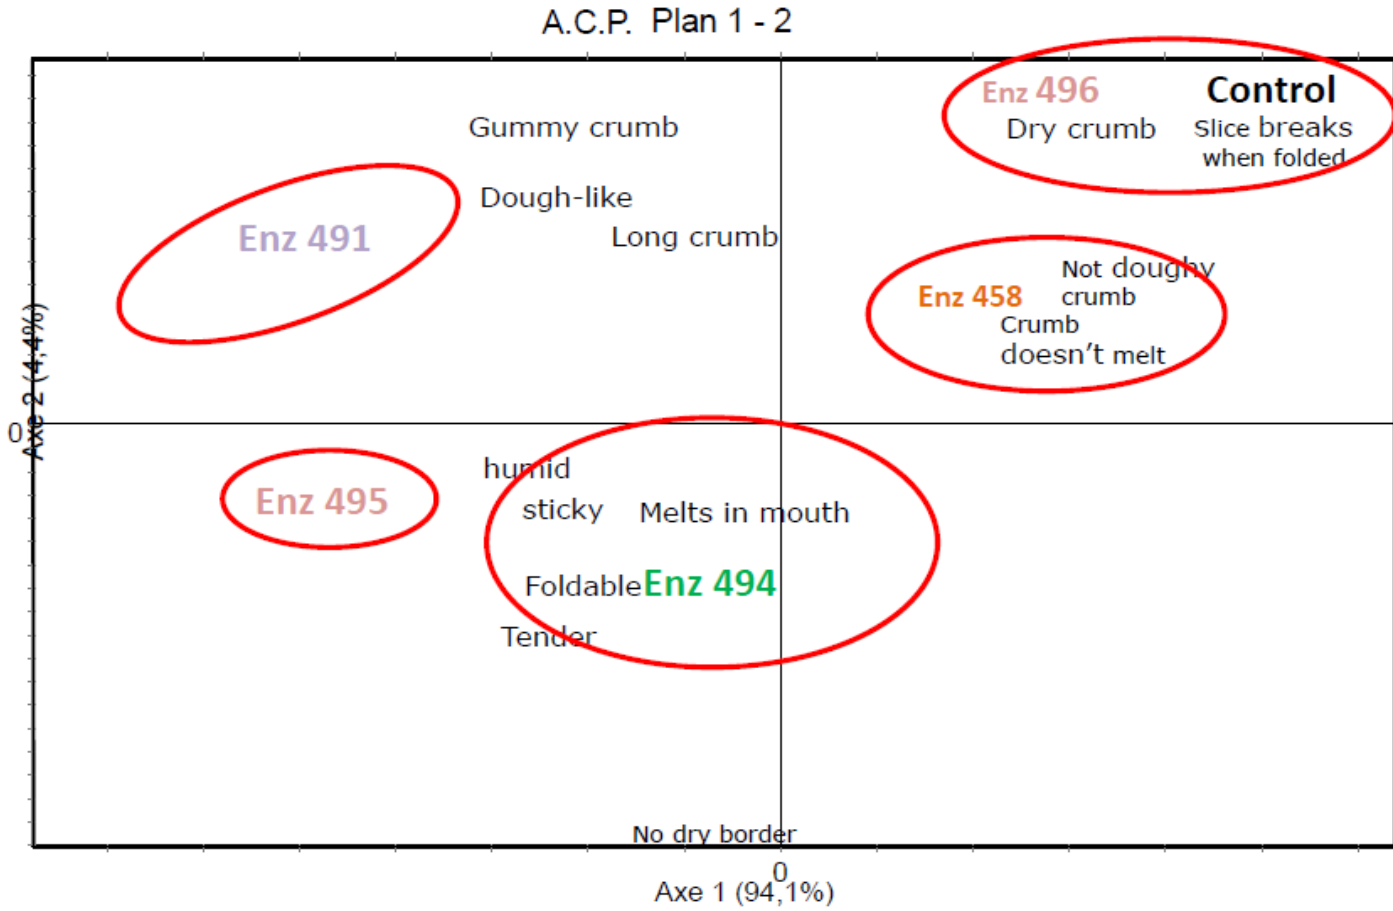 A.C.P. Plan 1 - 2
Enz 496
Control
Gummy crumb
Dry crumb
Slice breaks
when folded
Dough-like
Enz 491
Long crumb
Not doughy
crumb
Enz 458
Crumb
doesn't melt
Axe 2 (4,4%)
0
humid
Enz 495
sticky
Melts in mouth
Foldable
Enz 494
Tender
No dry border
0
Axe 1 (94,1%)